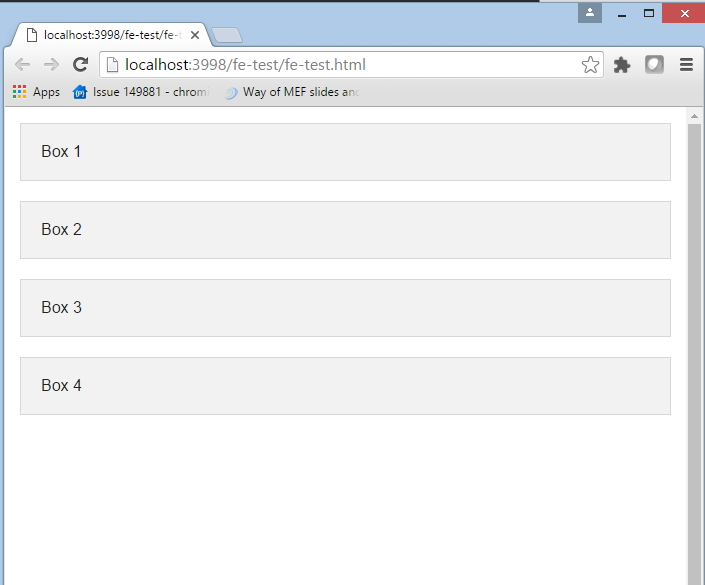 localhost:3998/fe-test/fe-t
localhost:3998/fe-test/fe-test.html
Apps Issue 149881 - chrom Way of MEF slides and
Box 1
Box 2
Box 3
Box 4